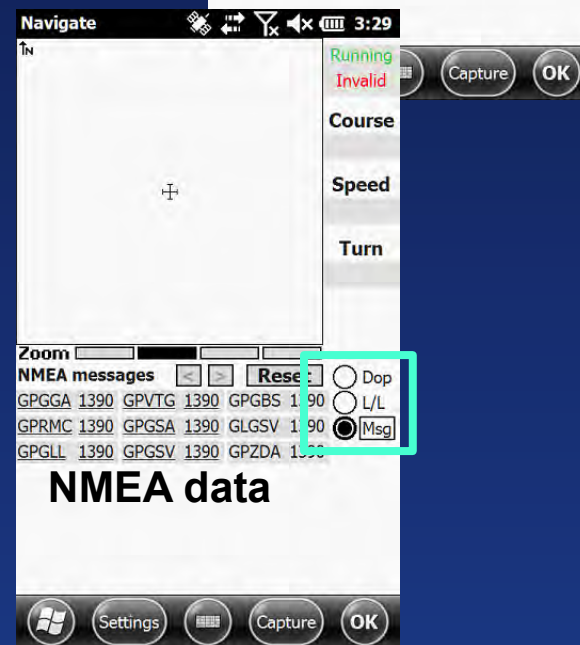 Navigate 3:29
N
Running
Invalid
Capture OK
Course
Speed
Turn
Zoom
NMEA messages < > Reset Dop
GPGGA 1390 GPVTG 1390 GPGBS 1390 L/L
GPRMC 1390 GPGSA 1390 GLGSV 1390 Msg
GPGLL 1390 GPGSV 1390 GPZDA 1390
NMEA data
Settings Capture OK